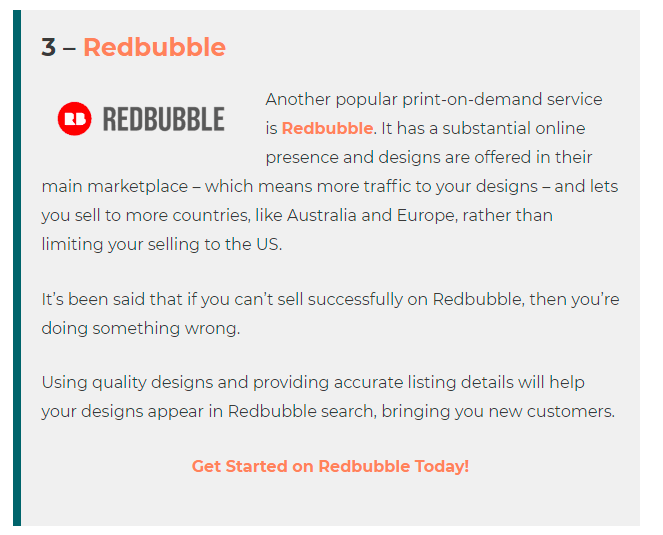 3 – Redbubble
RB REDBUBBLE
Another popular print-on-demand service
is Redbubble. It has a substantial online
presence and designs are offered in their
main marketplace – which means more traffic to your designs – and lets
you sell to more countries, like Australia and Europe, rather than
limiting your selling to the US.
It’s been said that if you can’t sell successfully on Redbubble, then you’re
doing something wrong.
Using quality designs and providing accurate listing details will help
your designs appear in Redbubble search, bringing you new customers.
Get Started on Redbubble Today!